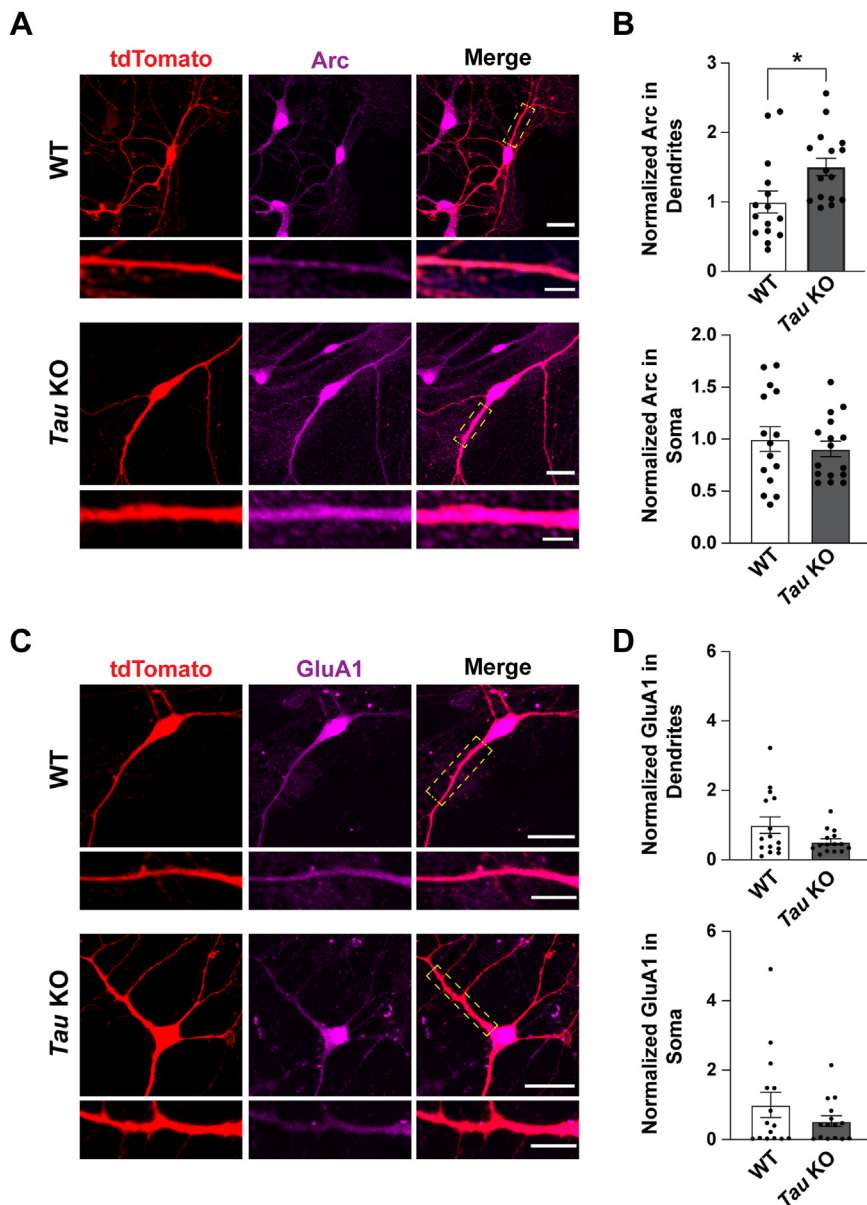 A
tdTomato
Arc
Merge
WT
Tau KO
B
Normalized Arc in
Dendrites
3
2
1
0
*
WT
Tau KO
Normalized Arc in
Soma
2.0
1.5
1.0
0.5
0.0
WT
Tau KO
C
tdTomato
GluA1
Merge
WT
Tau KO
D
Normalized GluA1 in
Dendrites
6
4
2
0
WT
Tau KO
Normalized GluA1 in
Soma
6
4
2
0
WT
Tau KO